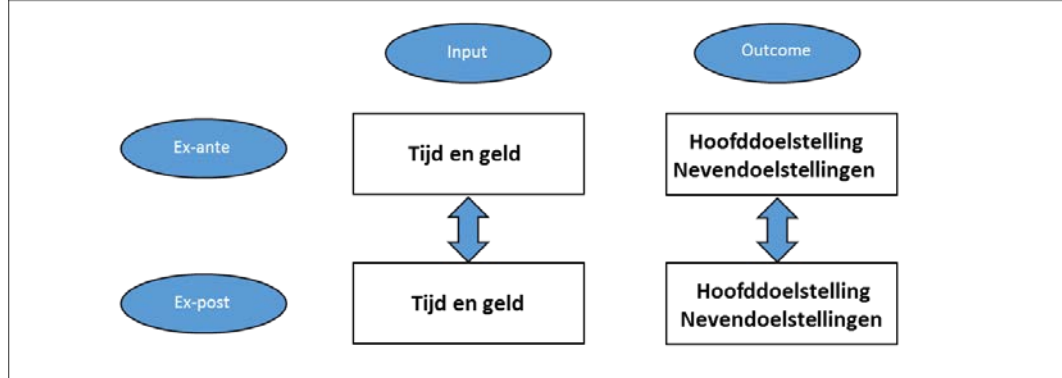 Input
Outcome
Ex-ante
Tijd en geld
Hoofddoelstelling
Nevendoelstellingen
Ex-post
Tijd en geld
Hoofddoelstelling
Nevendoelstellingen